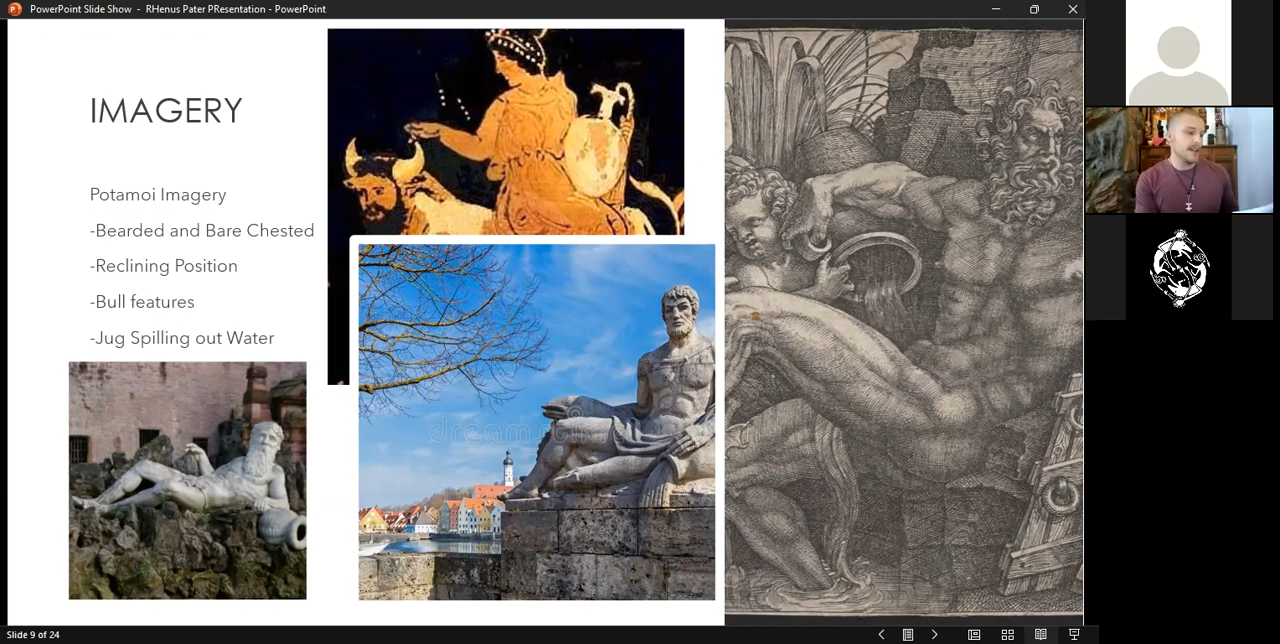 PowerPoint Slide Show - RHenus Pater PResentation - PowerPoint
IMAGERY
Potamoi Imagery
-Bearded and Bare Chested
-Reclining Position
-Bull features
-Jug Spilling out Water
dreamstime
Slide 9 of 24